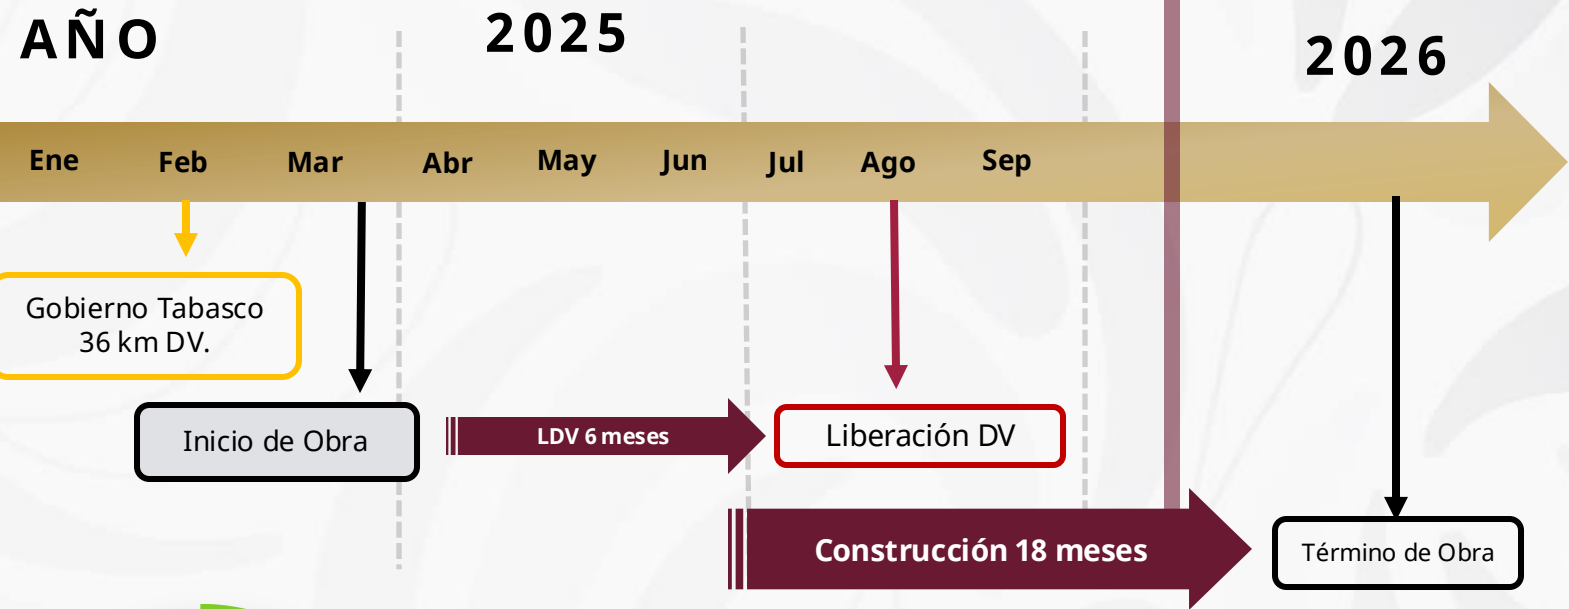 AÑO
2025
2026
Ene Feb Mar Abr May Jun Jul Ago Sep
Gobierno Tabasco
36 km DV.
Inicio de Obra
LDV 6 meses
Liberación DV
Construcción 18 meses
Término de Obra